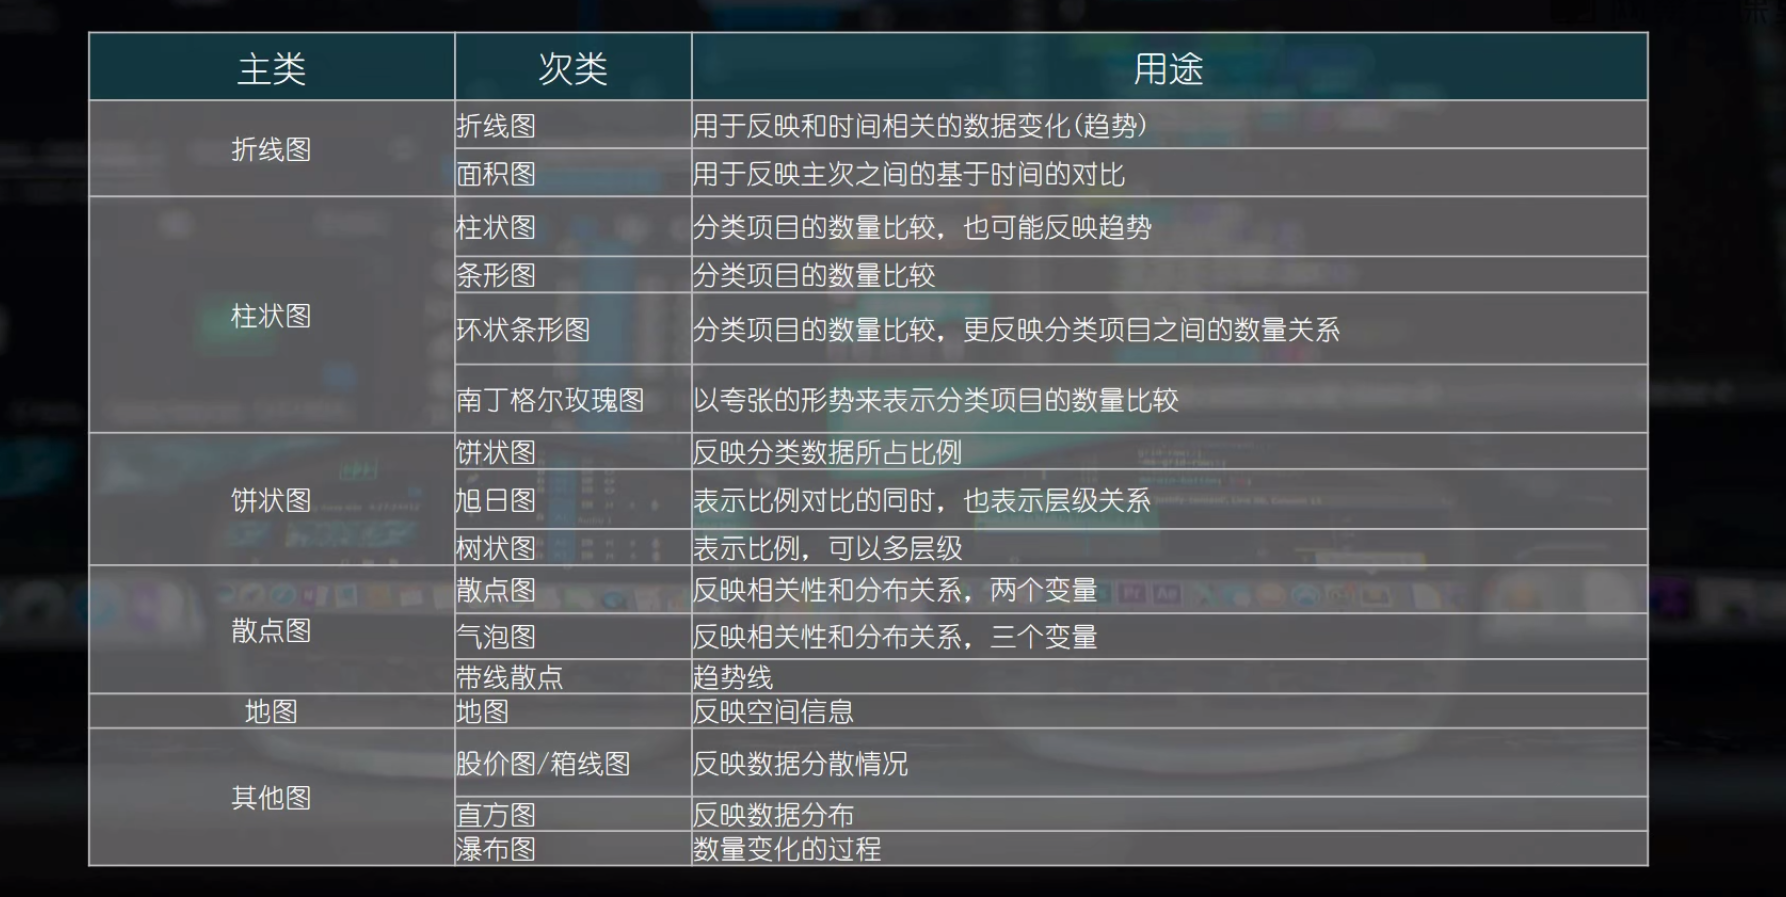 主类 次类 用途
折线图 折线图 用于反映和时间相关的数据变化(趋势)
面积图 用于反映主次之间的基于时间的对比
柱状图 柱状图 分类项目的数量比较，也可能反映趋势
条形图 分类项目的数量比较
环状条形图 分类项目的数量比较，更反映分类项目之间的数量关系
南丁格尔玫瑰图 以夸张的形势来表示分类项目的数量比较
饼状图 饼状图 反映分类数据所占比例
旭日图 表示比例对比的同时，也表示层级关系
树状图 表示比例，可以多层级
散点图 散点图 反映相关性和分布关系，两个变量
气泡图 反映相关性和分布关系，三个变量
带线散点 趋势线
地图 地图 反映空间信息
其他图 股价图/箱线图 反映数据分散情况
直方图 反映数据分布
瀑布图 数量变化的过程